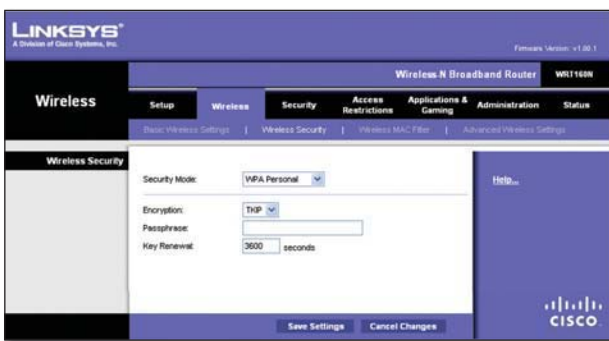 LINKSYS®
A Division of Cisco Systems, Inc.
Firmware Version: v1.00.1
Wireless-N Broadband Router WRT160N
Wireless
Setup Wireless Security Access Restrictions Applications & Gaming Administration Status
Basic Wireless Settings | Wireless Security | Wireless MAC Filter | Advanced Wireless Settings
Wireless Security
Security Mode: WPA Personal
Help...
Encryption: TKIP
Passphrase:
Key Renewal: 3600 seconds
Save Settings Cancel Changes
CISCO